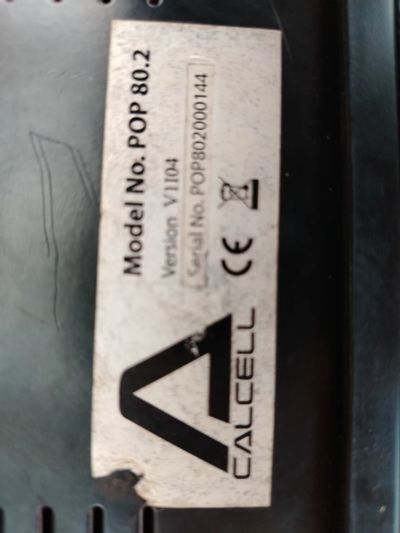 Model No. POP 80.2
Version V1104
Serial No. POP802000144
CE
CALCELL